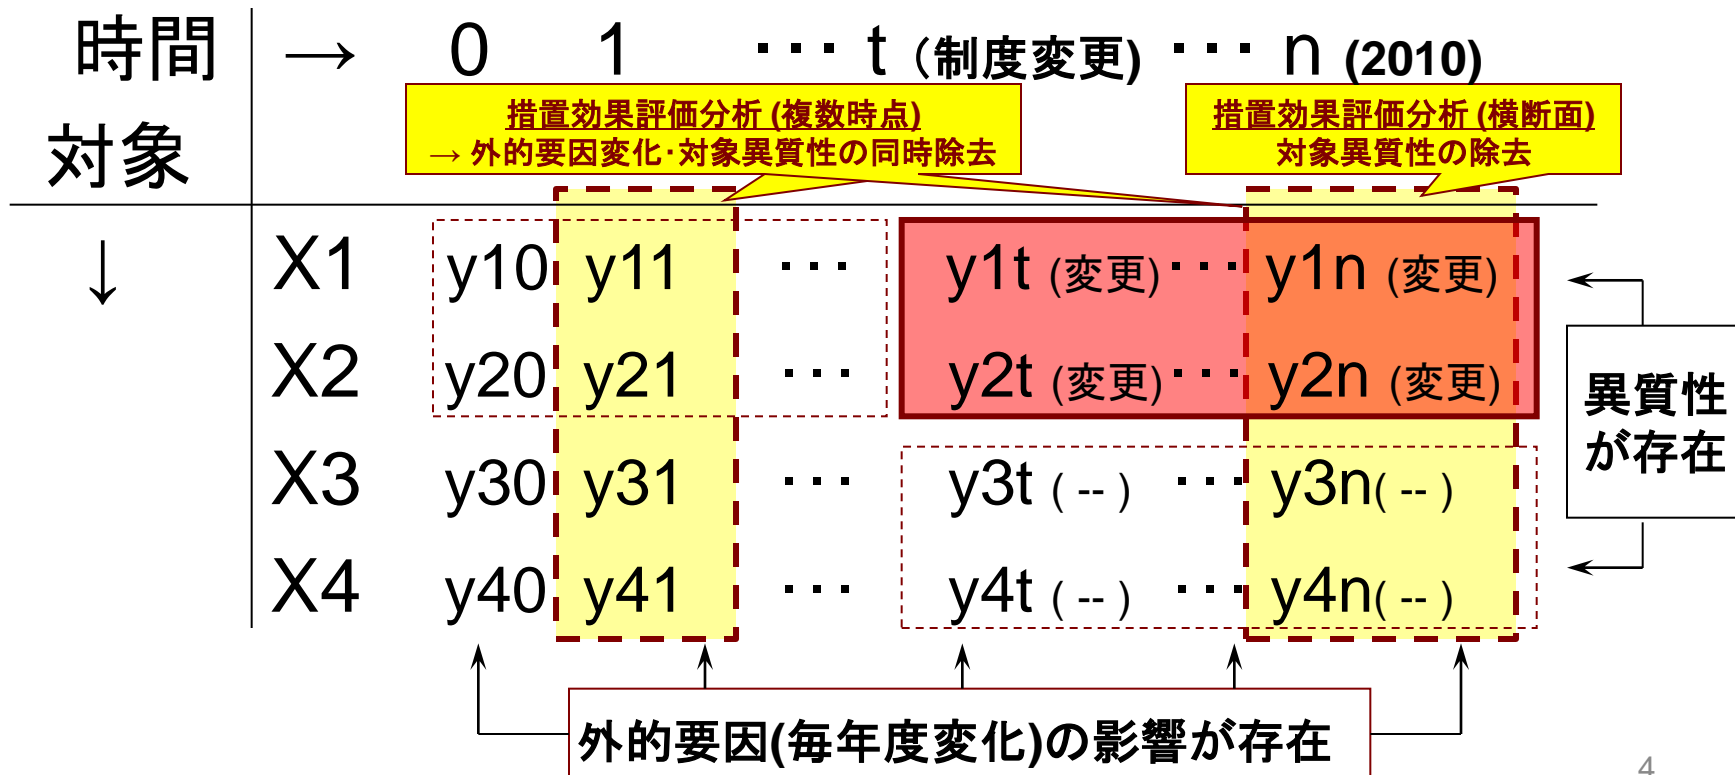 時間 → 0 1 ･･･ t (制度変更) ･･･ n (2010)
対象
措置効果評価分析 (複数時点)
→ 外的要因変化･対象異質性の同時除去
措置効果評価分析 (横断面)
対象異質性の除去
↓ X1 y10 y11 ･･･ y1t (変更) ･･･ y1n (変更)
X2 y20 y21 ･･･ y2t (変更) ･･･ y2n (変更)
X3 y30 y31 ･･･ y3t ( -- ) ･･･ y3n( -- )
X4 y40 y41 ･･･ y4t ( -- ) ･･･ y4n( -- )
異質性
が存在
外的要因(毎年度変化)の影響が存在
4